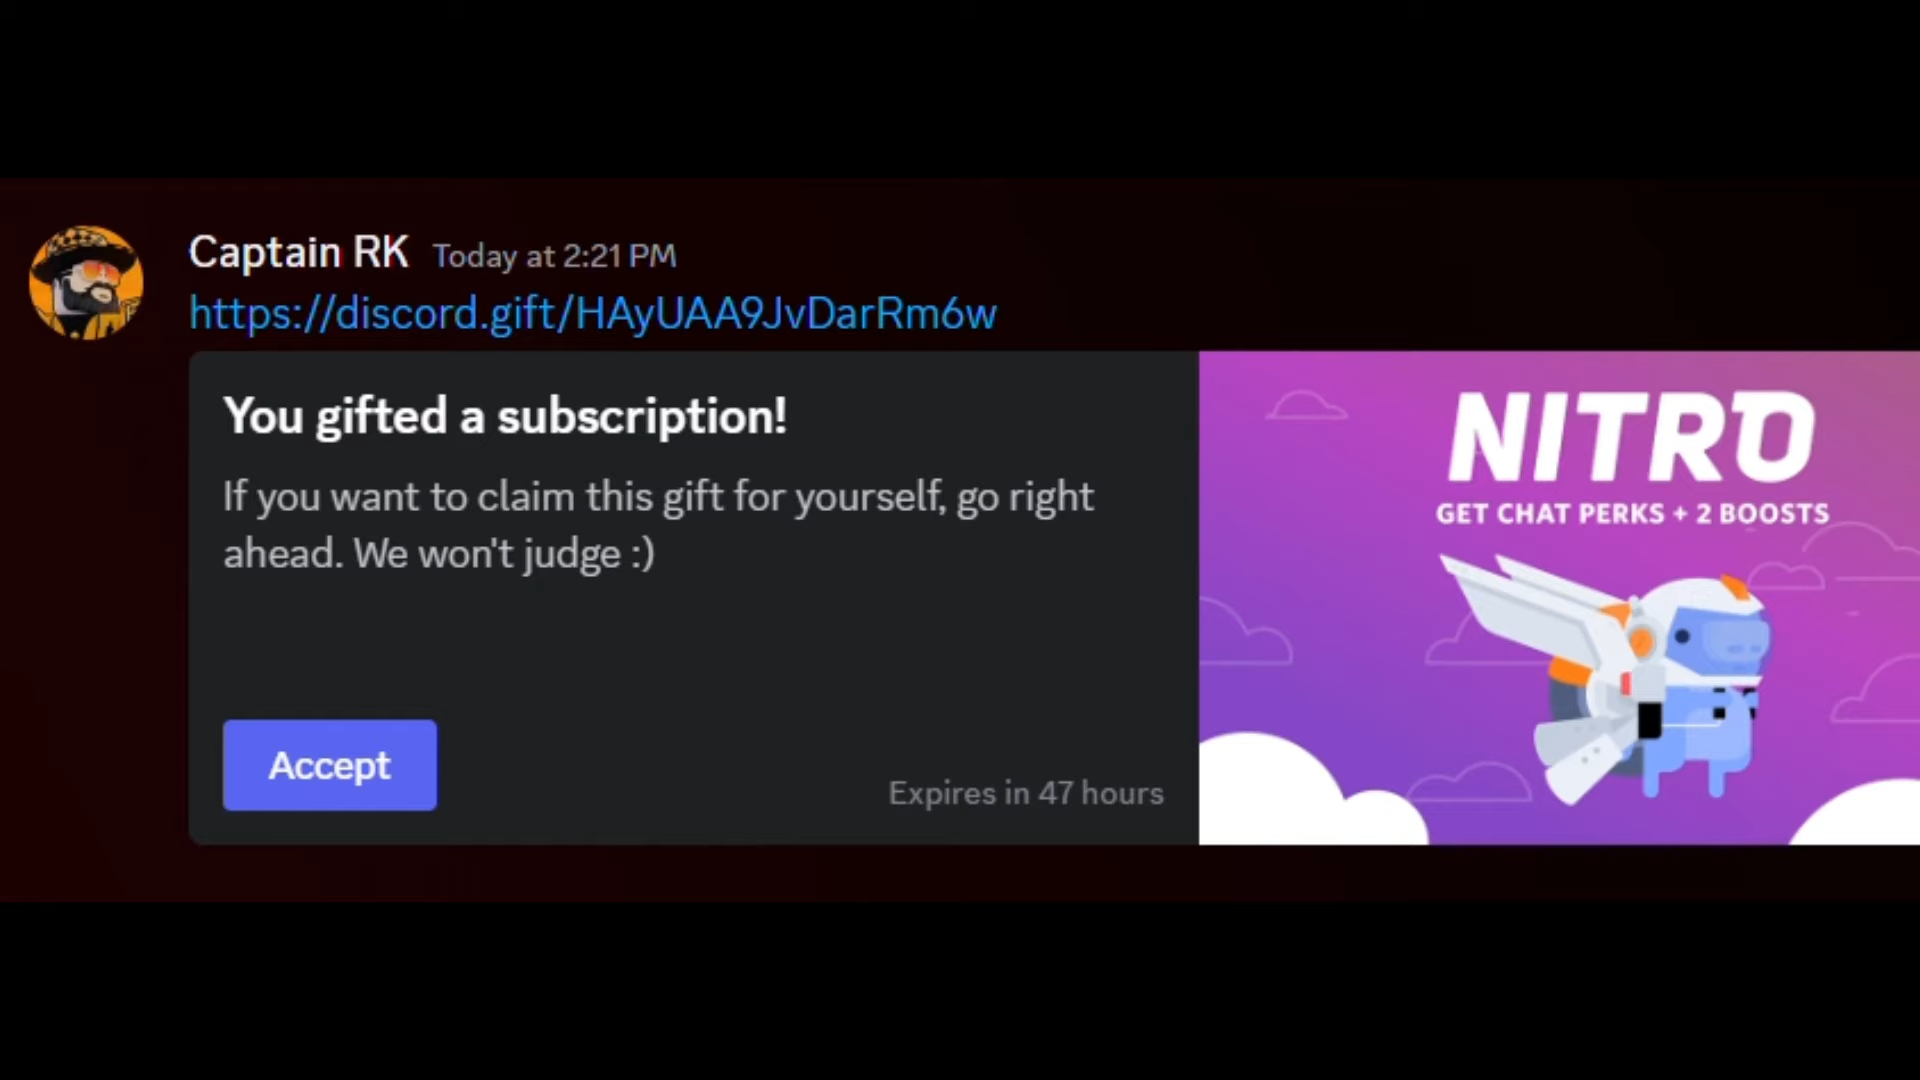 Captain RK Today at 2:21 PM
https://discord.gift/HAyUAA9JvDarRm6w
You gifted a subscription!
If you want to claim this gift for yourself, go right
ahead. We won't judge :)
Accept
Expires in 47 hours
NITRO
GET CHAT PERKS + 2 BOOSTS